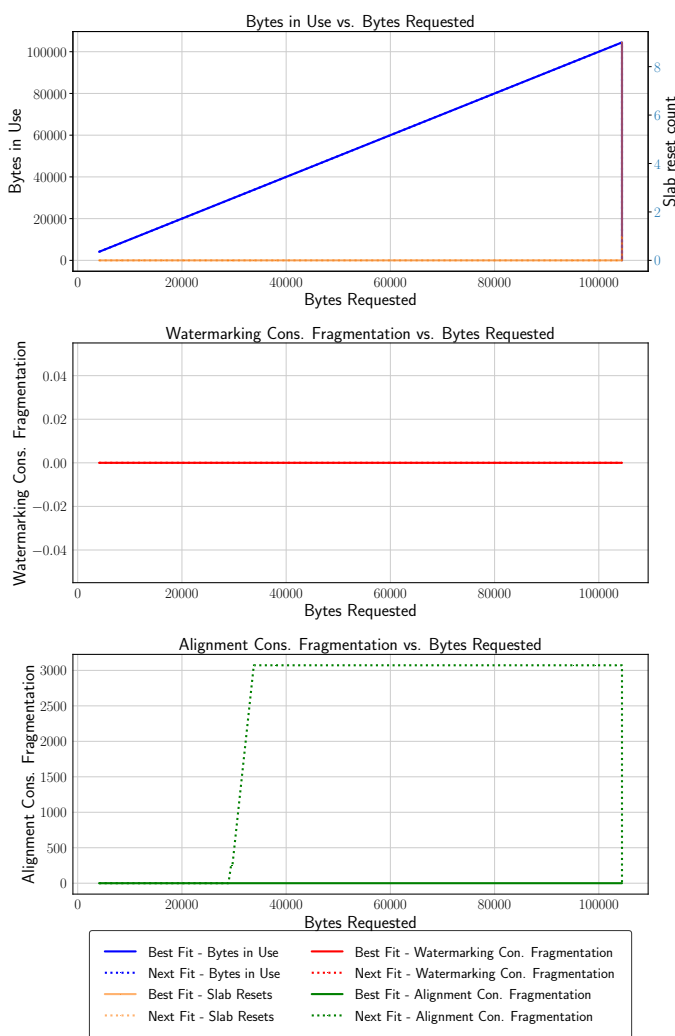 Bytes in Use vs. Bytes Requested
100000
80000
60000
40000
20000
0
Bytes in Use
8
6
4
2
0
Slab reset count
0 20000 40000 60000 80000 100000
Bytes Requested
Watermarking Cons. Fragmentation vs. Bytes Requested
0.04
0.02
0.00
−0.02
−0.04
Watermarking Cons. Fragmentation
0 20000 40000 60000 80000 100000
Bytes Requested
Alignment Cons. Fragmentation vs. Bytes Requested
3000
2500
2000
1500
1000
500
0
Alignment Cons. Fragmentation
0 20000 40000 60000 80000 100000
Bytes Requested
Best Fit - Bytes in Use
Next Fit - Bytes in Use
Best Fit - Slab Resets
Next Fit - Slab Resets
Best Fit - Watermarking Con. Fragmentation
Next Fit - Watermarking Con. Fragmentation
Best Fit - Alignment Con. Fragmentation
Next Fit - Alignment Con. Fragmentation